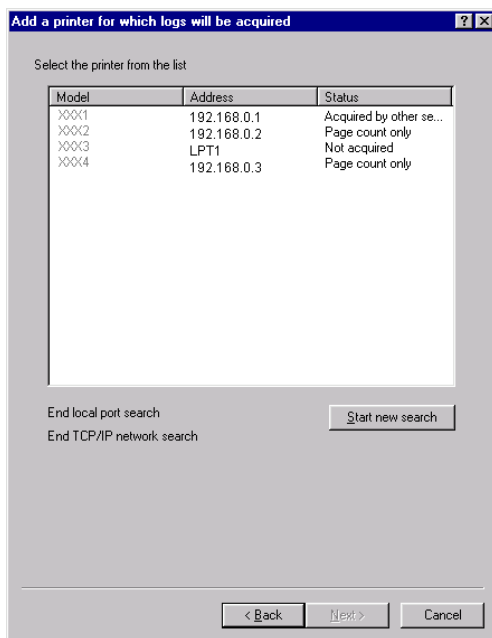 Add a printer for which logs will be acquired
Select the printer from the list
Model Address Status
XXX1 192.168.0.1 Acquired by other se...
XXX2 192.168.0.2 Page count only
XXX3 LPT1 Not acquired
XXX4 192.168.0.3 Page count only
End local port search
Start new search
End TCP/IP network search
< Back Next > Cancel